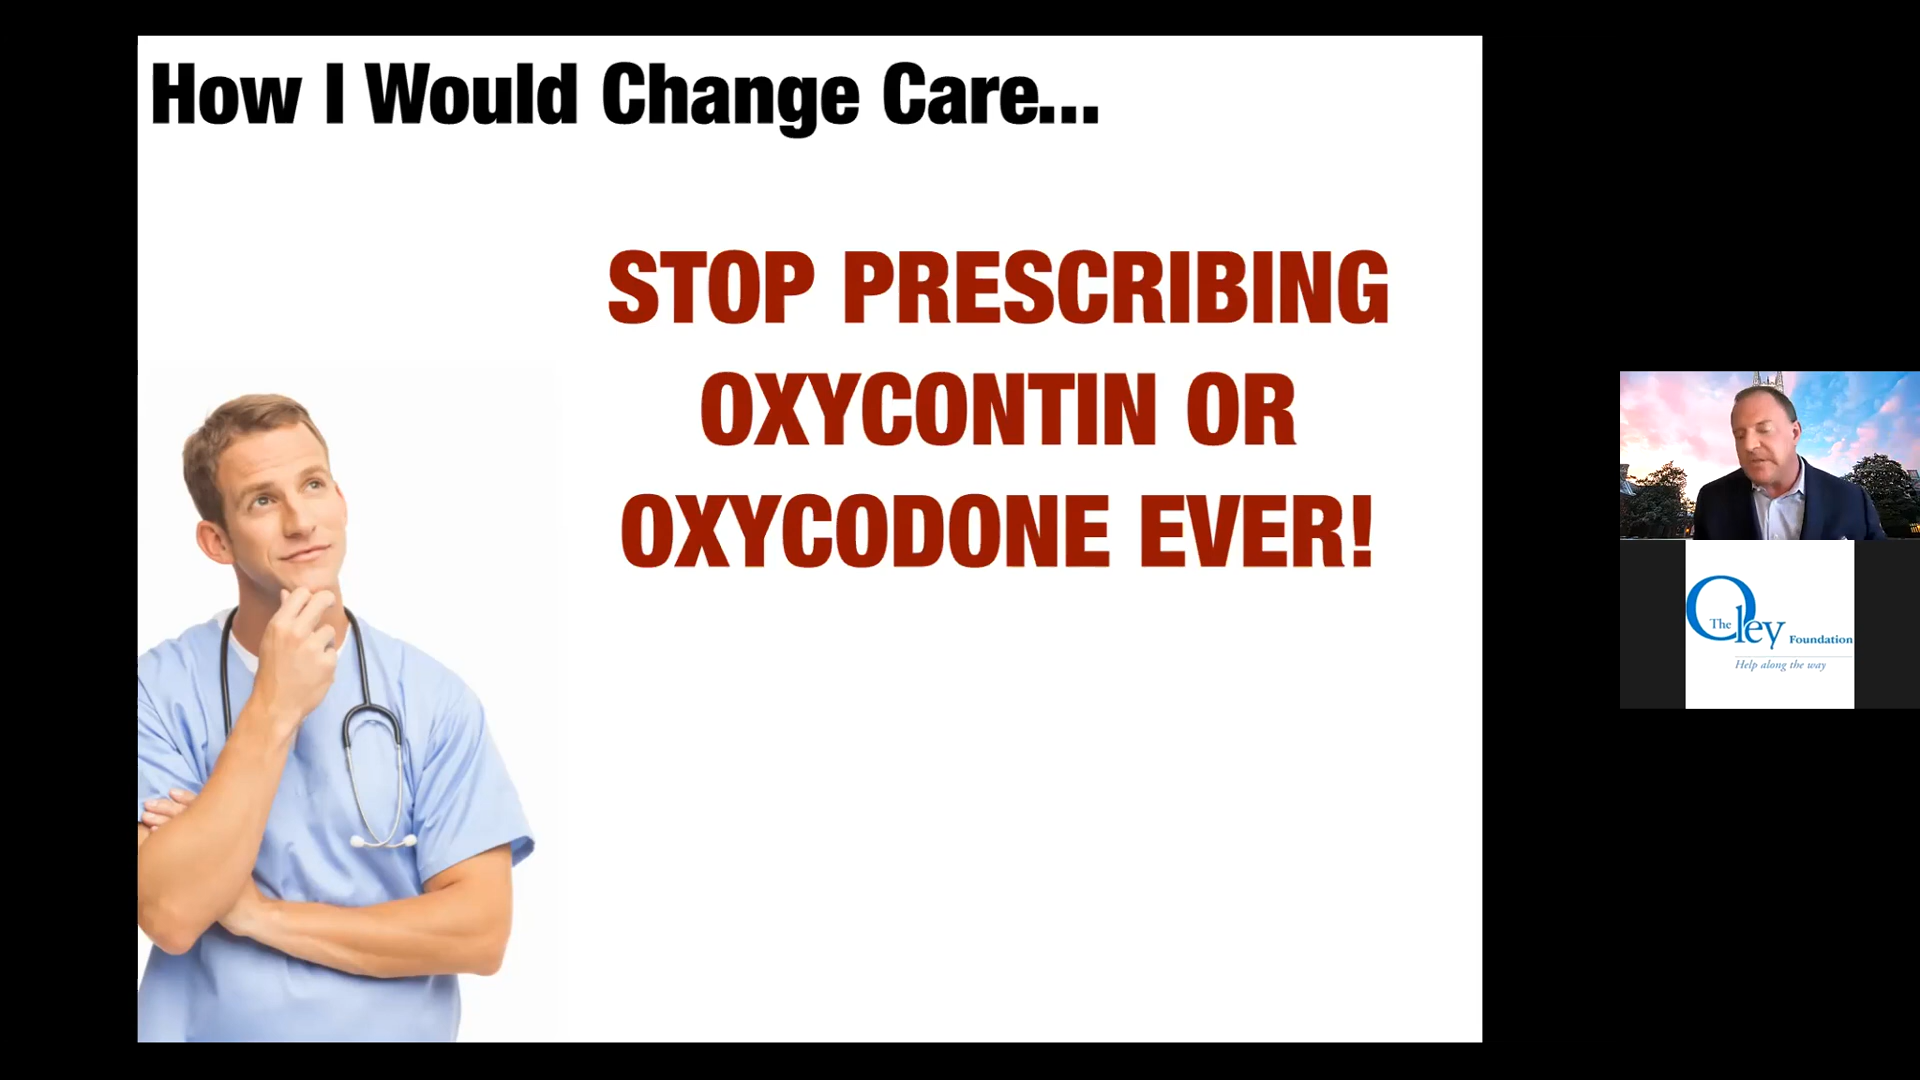 How I Would Change Care...
STOP PRESCRIBING
OXYCONTIN OR
OXYCODONE EVER!
The Oley Foundation
Help along the way